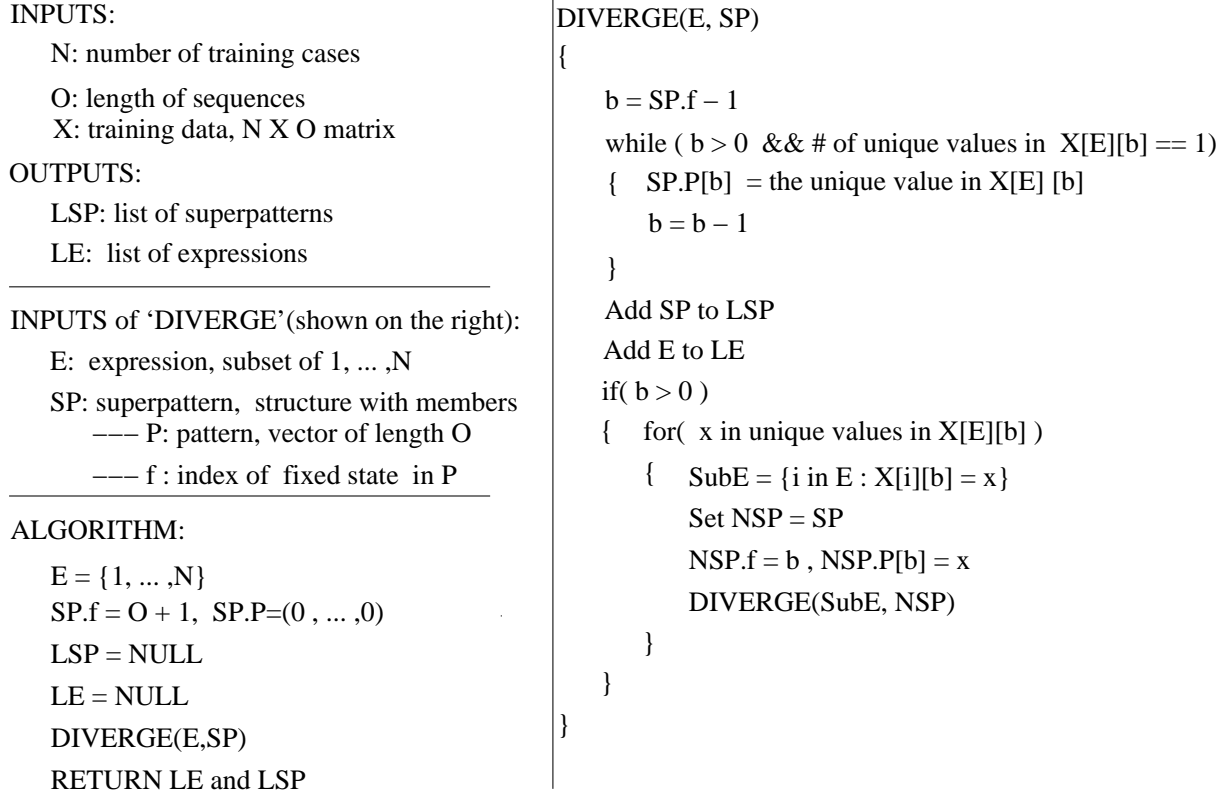 INPUTS:
N: number of training cases
O: length of sequences
X: training data, N X O matrix
OUTPUTS:
LSP: list of superpatterns
LE: list of expressions
INPUTS of ‘DIVERGE’(shown on the right):
E: expression, subset of 1, ... ,N
SP: superpattern, structure with members
−−− P: pattern, vector of length O
−−− f : index of fixed state in P
ALGORITHM:
E = {1, ... ,N}
SP.f = O + 1, SP.P=(0 , ... ,0)
LSP = NULL
LE = NULL
DIVERGE(E,SP)
RETURN LE and LSP
DIVERGE(E, SP)
{
b = SP.f − 1
while ( b > 0 && # of unique values in X[E][b] == 1)
{ SP.P[b] = the unique value in X[E] [b]
b = b − 1
}
Add SP to LSP
Add E to LE
if( b > 0 )
{ for( x in unique values in X[E][b] )
{ SubE = {i in E : X[i][b] = x}
Set NSP = SP
NSP.f = b , NSP.P[b] = x
DIVERGE(SubE, NSP)
}
}
}